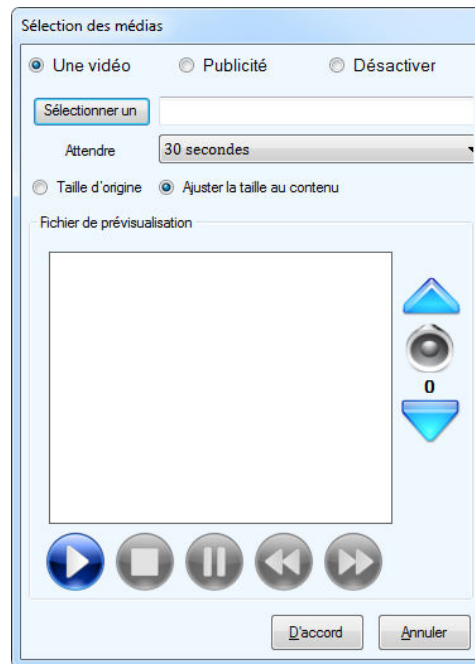 Sélection des médias
Une vidéo Publicité Désactiver
Sélectionner un
Attendre 30 secondes
Taille d'origine Ajuster la taille au contenu
Fichier de prévisualisation
0
D'accord Annuler